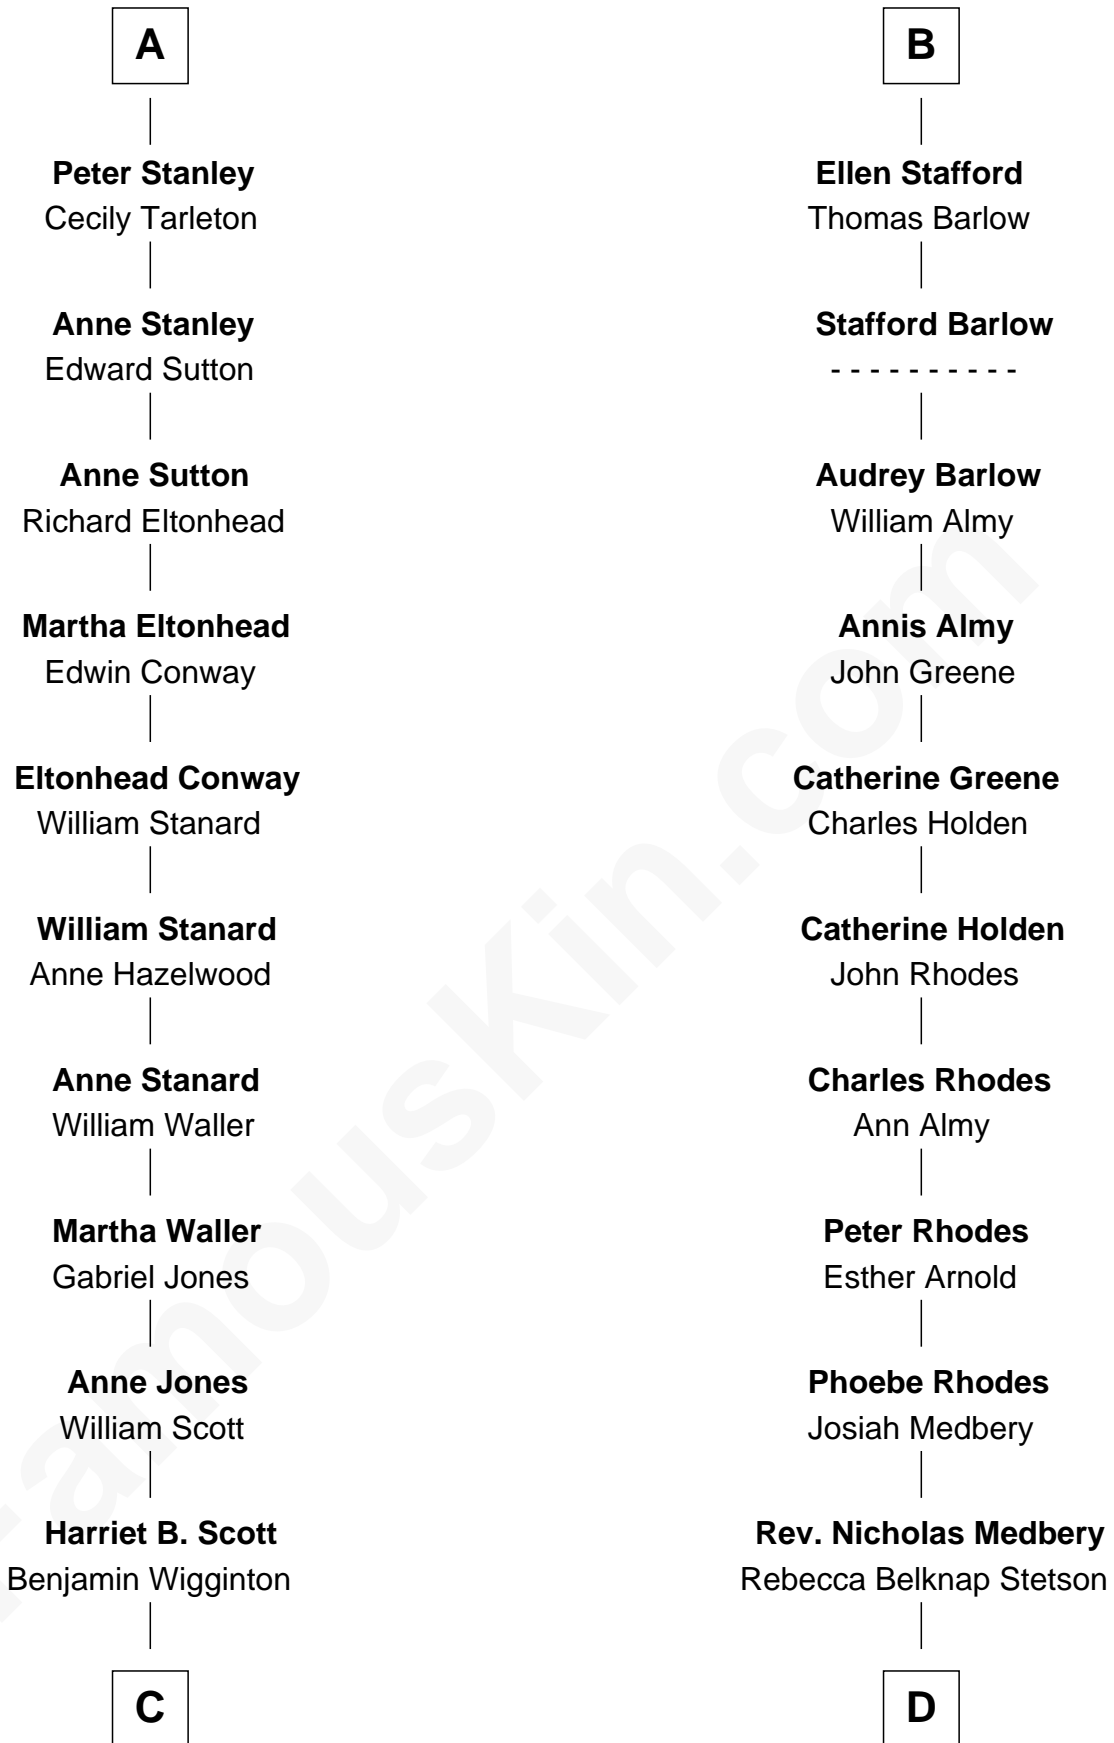 A
Peter Stanley
Cecily Tarleton
Anne Stanley
Edward Sutton
Anne Sutton
Richard Eltonhead
Martha Eltonhead
Edwin Conway
Eltonhead Conway
William Stanard
William Stanard
Anne Hazelwood
Anne Stanard
William Waller
Martha Waller
Gabriel Jones
Anne Jones
William Scott
Harriet B. Scott
Benjamin Wigginton
C
B
Ellen Stafford
Thomas Barlow
Stafford Barlow
- - - - - - - - - -
Audrey Barlow
William Almy
Annis Almy
John Greene
Catherine Greene
Charles Holden
Catherine Holden
John Rhodes
Charles Rhodes
Ann Almy
Peter Rhodes
Esther Arnold
Phoebe Rhodes
Josiah Medbery
Rev. Nicholas Medbery
Rebecca Belknap Stetson
D
FamousKin.com